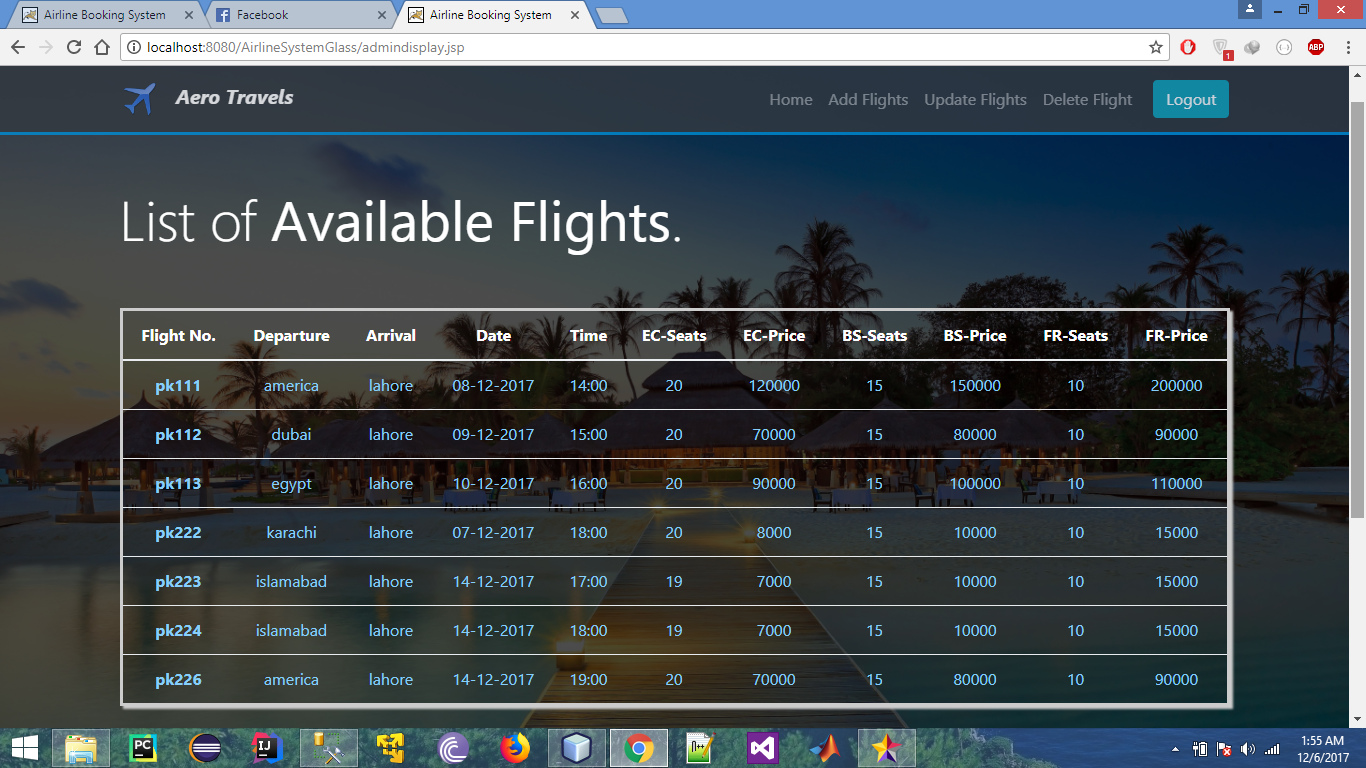 Airline Booking System
Facebook
Airline Booking System
localhost:8080/AirlineSystemGlass/admindisplay.jsp
1
ABP
Aero Travels
Home Add Flights Update Flights Delete Flight Logout
List of Available Flights.
Flight No. Departure Arrival Date Time EC-Seats EC-Price BS-Seats BS-Price FR-Seats FR-Price
pk111 america lahore 08-12-2017 14:00 20 120000 15 150000 10 200000
pk112 dubai lahore 09-12-2017 15:00 20 70000 15 80000 10 90000
pk113 egypt lahore 10-12-2017 16:00 20 90000 15 100000 10 110000
pk222 karachi lahore 07-12-2017 18:00 20 8000 15 10000 10 15000
pk223 islamabad lahore 14-12-2017 17:00 19 7000 15 10000 10 15000
pk224 islamabad lahore 14-12-2017 18:00 19 7000 15 10000 10 15000
pk226 america lahore 14-12-2017 19:00 20 70000 15 80000 10 90000
PC
IJ
1:55 AM
12/6/2017